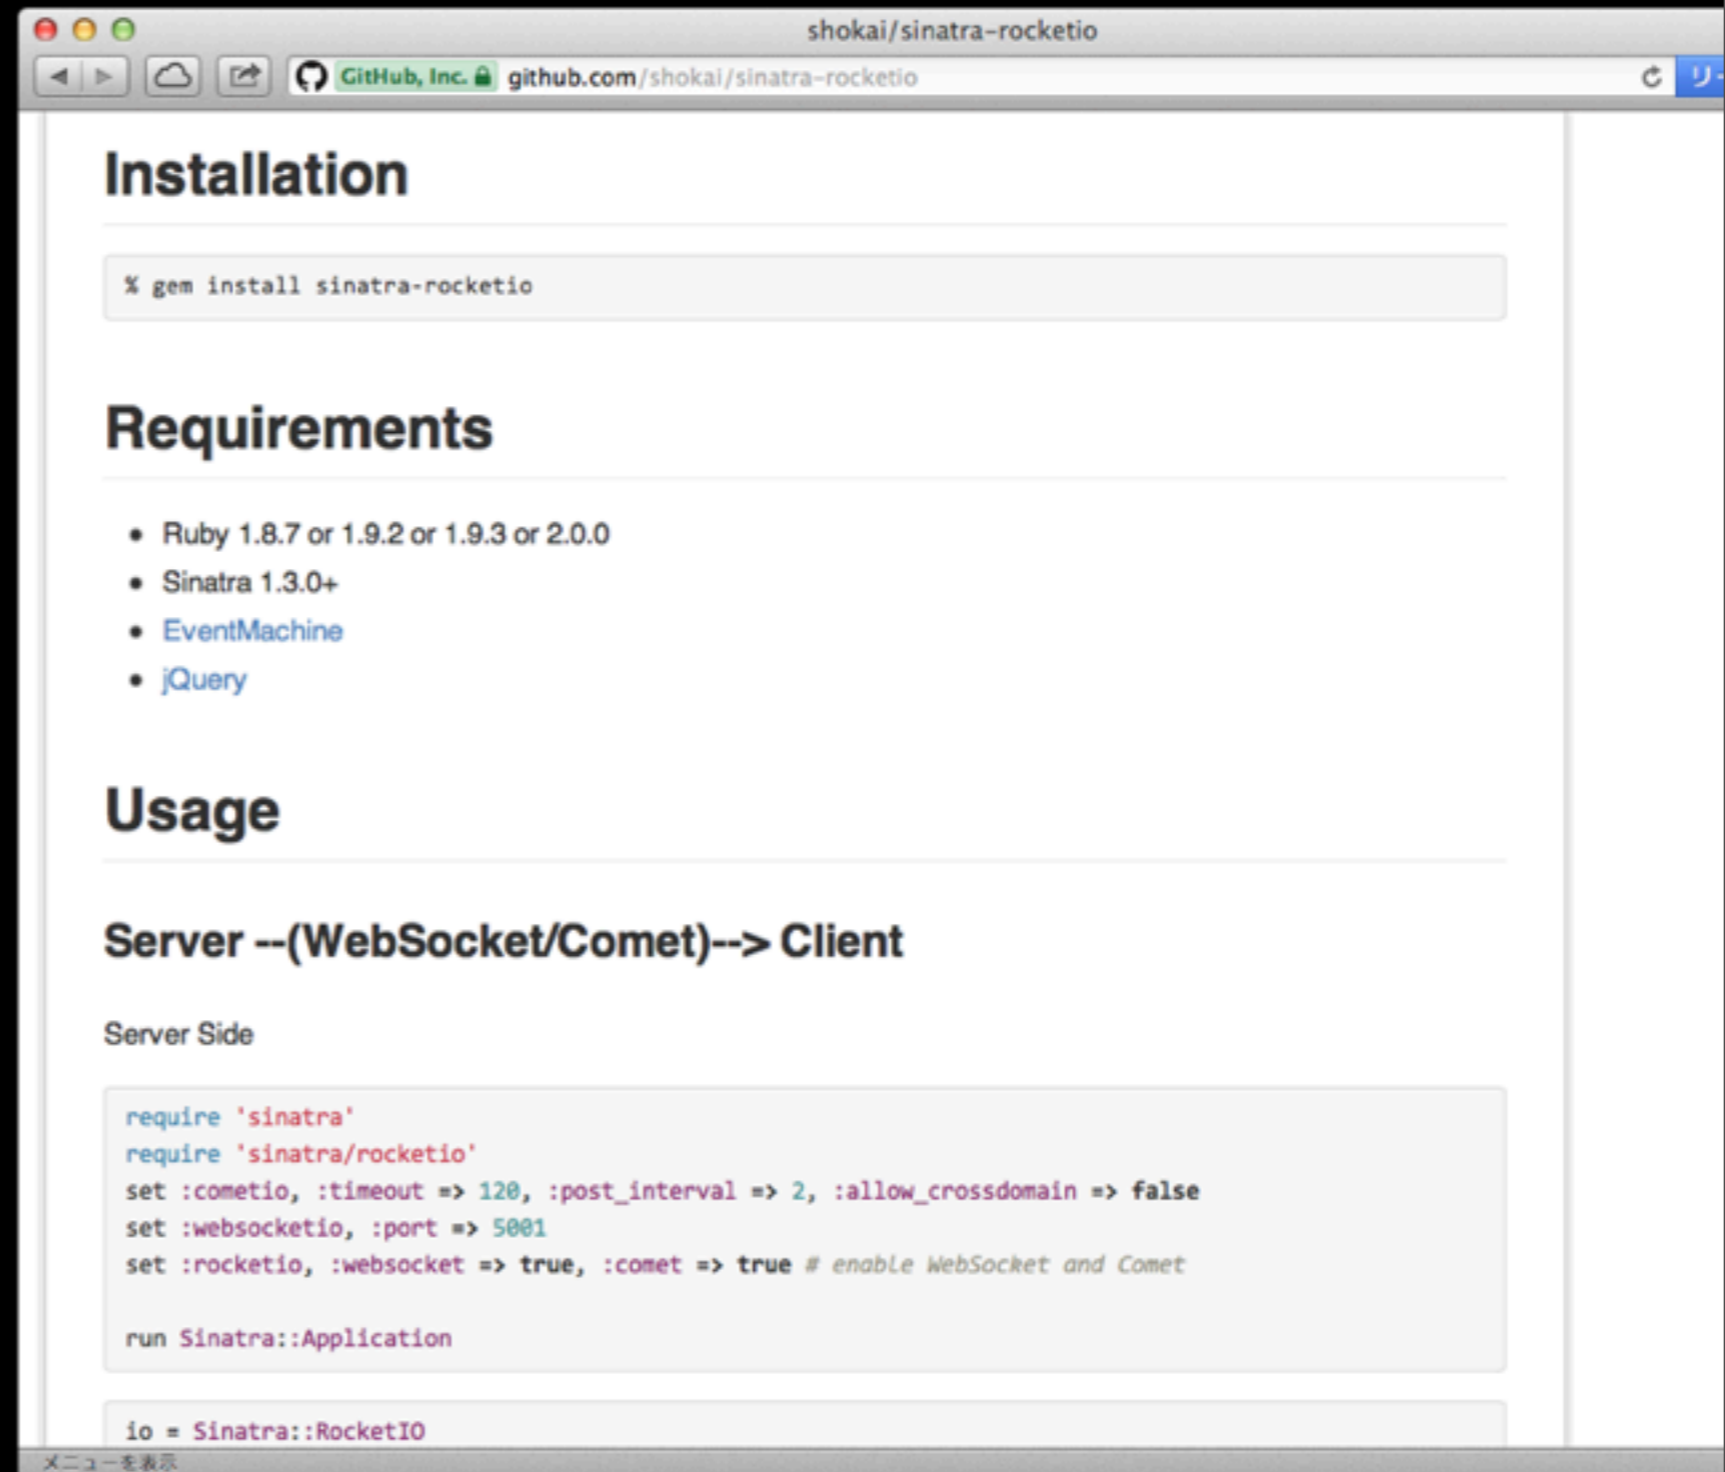 shokai/sinatra-rocketio
GitHub, Inc. github.com/shokai/sinatra-rocketio
Installation
% gem install sinatra-rocketio
Requirements
• Ruby 1.8.7 or 1.9.2 or 1.9.3 or 2.0.0
• Sinatra 1.3.0+
• EventMachine
• jQuery
Usage
Server --(WebSocket/Comet)--> Client
Server Side
require 'sinatra'
require 'sinatra/rocketio'
set :cometio, :timeout => 120, :post_interval => 2, :allow_crossdomain => false
set :websocketio, :port => 5001
set :rocketio, :websocket => true, :comet => true # enable WebSocket and Comet
run Sinatra::Application
io = Sinatra::RocketIO
メニューを表示